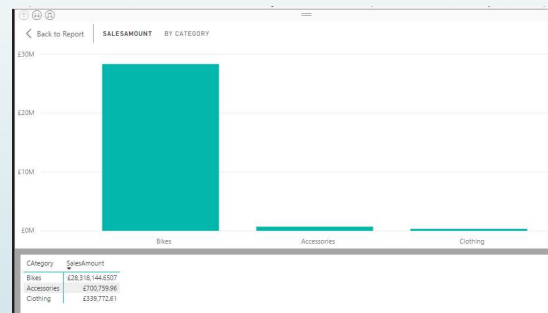 Back to Report SALESAMOUNT BY CATEGORY
£30M
£20M
£10M
£0M
Bikes Accessories Clothing
CAtegory SalesAmount
Bikes £28,318,144.6507
Accessories £700,759.96
Clothing £339,772.61